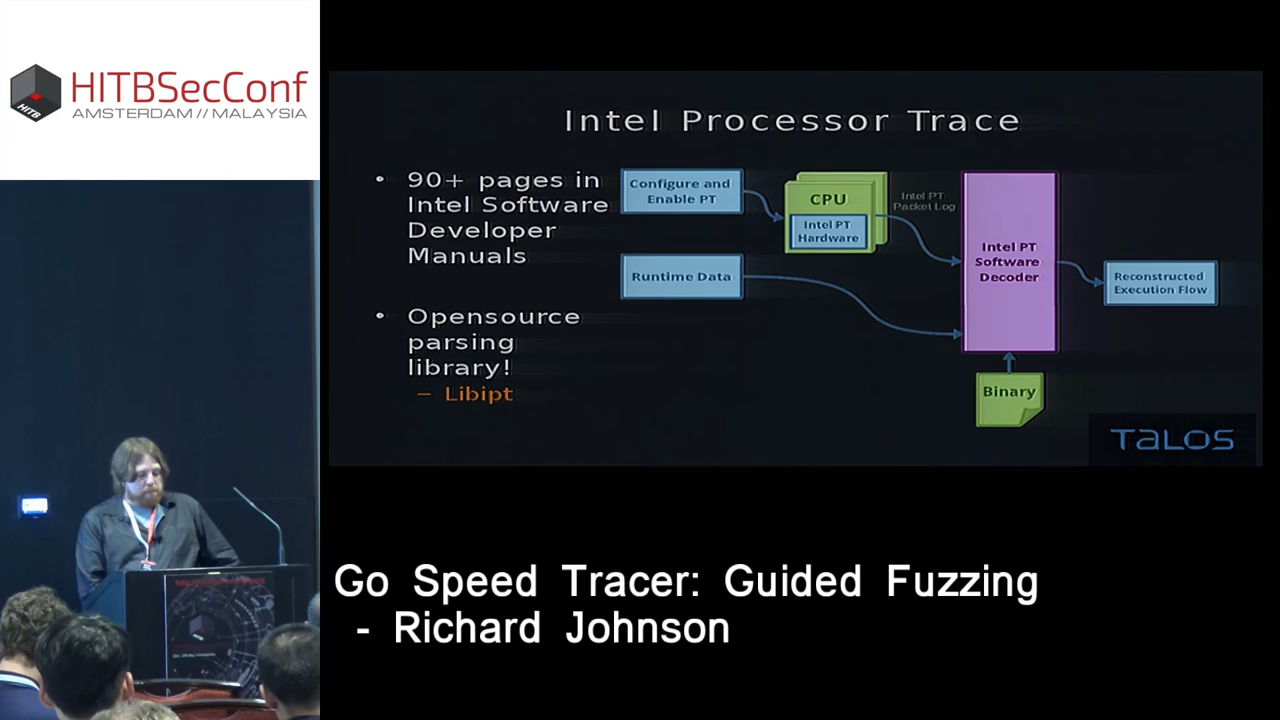 HITBSecConf
HITB
AMSTERDAM // MALAYSIA
Intel Processor Trace
• 90+ pages in
Intel Software
Developer
Manuals
• Opensource
parsing
library!
– Libipt
Configure and
Enable PT
Runtime Data
CPU
Intel PT
Hardware
Intel PT
Packet Log
Intel PT
Software
Decoder
Reconstructed
Execution Flow
Binary
TALOS
Go Speed Tracer: Guided Fuzzing
- Richard Johnson